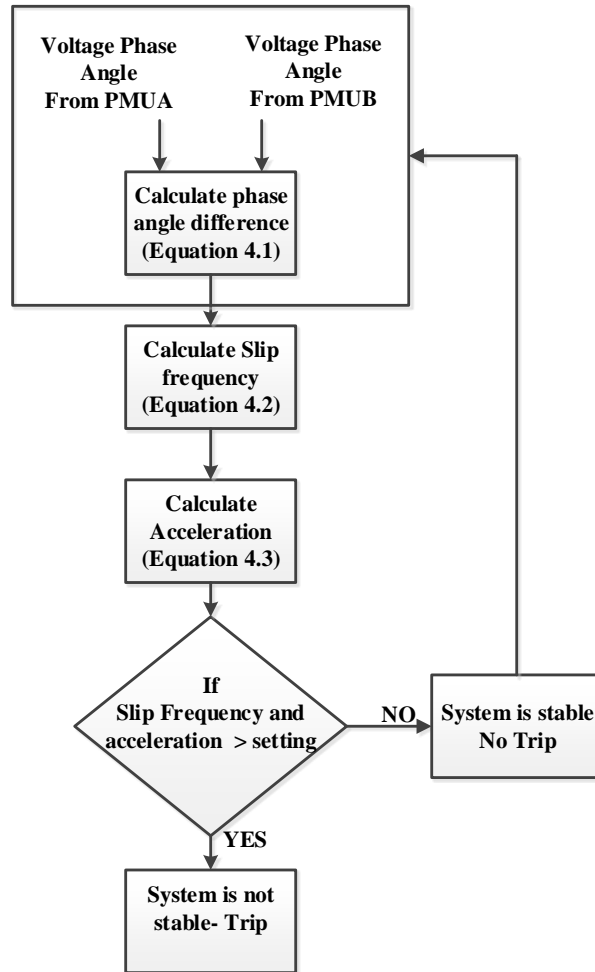 Voltage Phase
Angle
From PMUA
Voltage Phase
Angle
From PMUB
Calculate phase
angle difference
(Equation 4.1)
Calculate Slip
frequency
(Equation 4.2)
Calculate
Acceleration
(Equation 4.3)
If
Slip Frequency and
acceleration > setting
NO
System is stable
No Trip
YES
System is not
stable- Trip